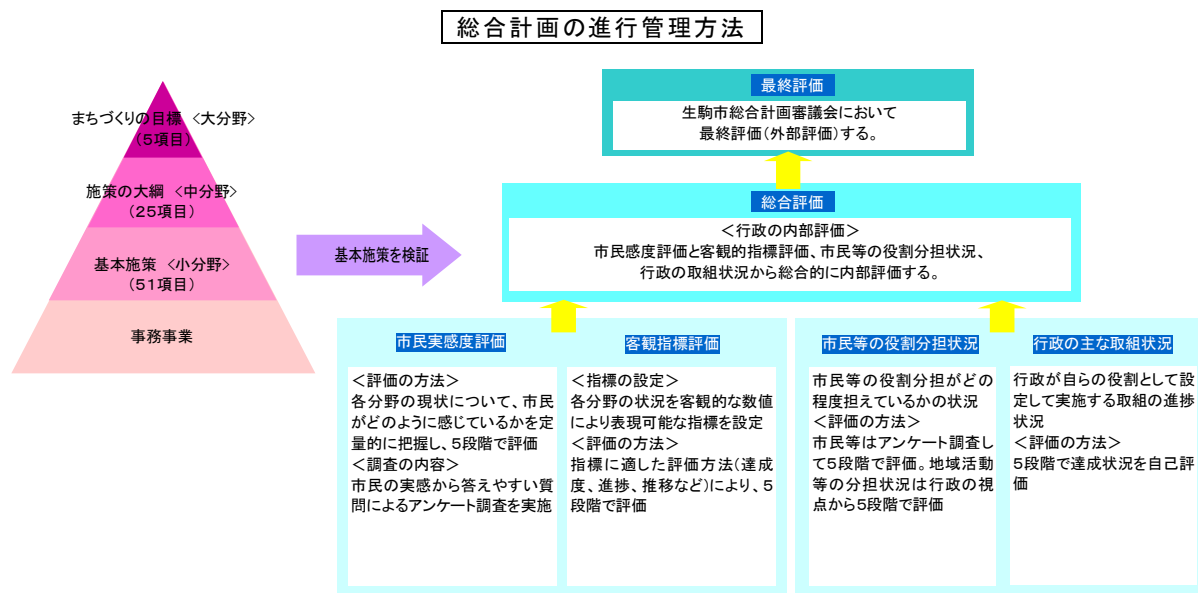 総合計画の進行管理方法
まちづくりの目標 <大分野>
(5項目)
施策の大綱 <中分野>
(25項目)
基本施策 <小分野>
(51項目)
事務事業
基本施策を検証
最終評価
生駒市総合計画審議会において
最終評価(外部評価)する。
総合評価
<行政の内部評価>
市民感度評価と客観的指標評価、市民等の役割分担状況、
行政の取組状況から総合的に内部評価する。
市民実感度評価
<評価の方法>
各分野の現状について、市民
がどのように感じているかを定
量的に把握し、5段階で評価
<調査の内容>
市民の実感から答えやすい質
問によるアンケート調査を実施
客観指標評価
<指標の設定>
各分野の状況を客観的な数値
により表現可能な指標を設定
<評価の方法>
指標に適した評価方法(達成
度、進捗、推移など)により、5
段階で評価
市民等の役割分担状況
市民等の役割分担がどの
程度担えているかの状況
<評価の方法>
市民等はアンケート調査し
て5段階で評価。地域活動
等の分担状況は行政の視
点から5段階で評価
行政の主な取組状況
行政が自らの役割として設
定して実施する取組の進捗
状況
<評価の方法>
5段階で達成状況を自己評
価